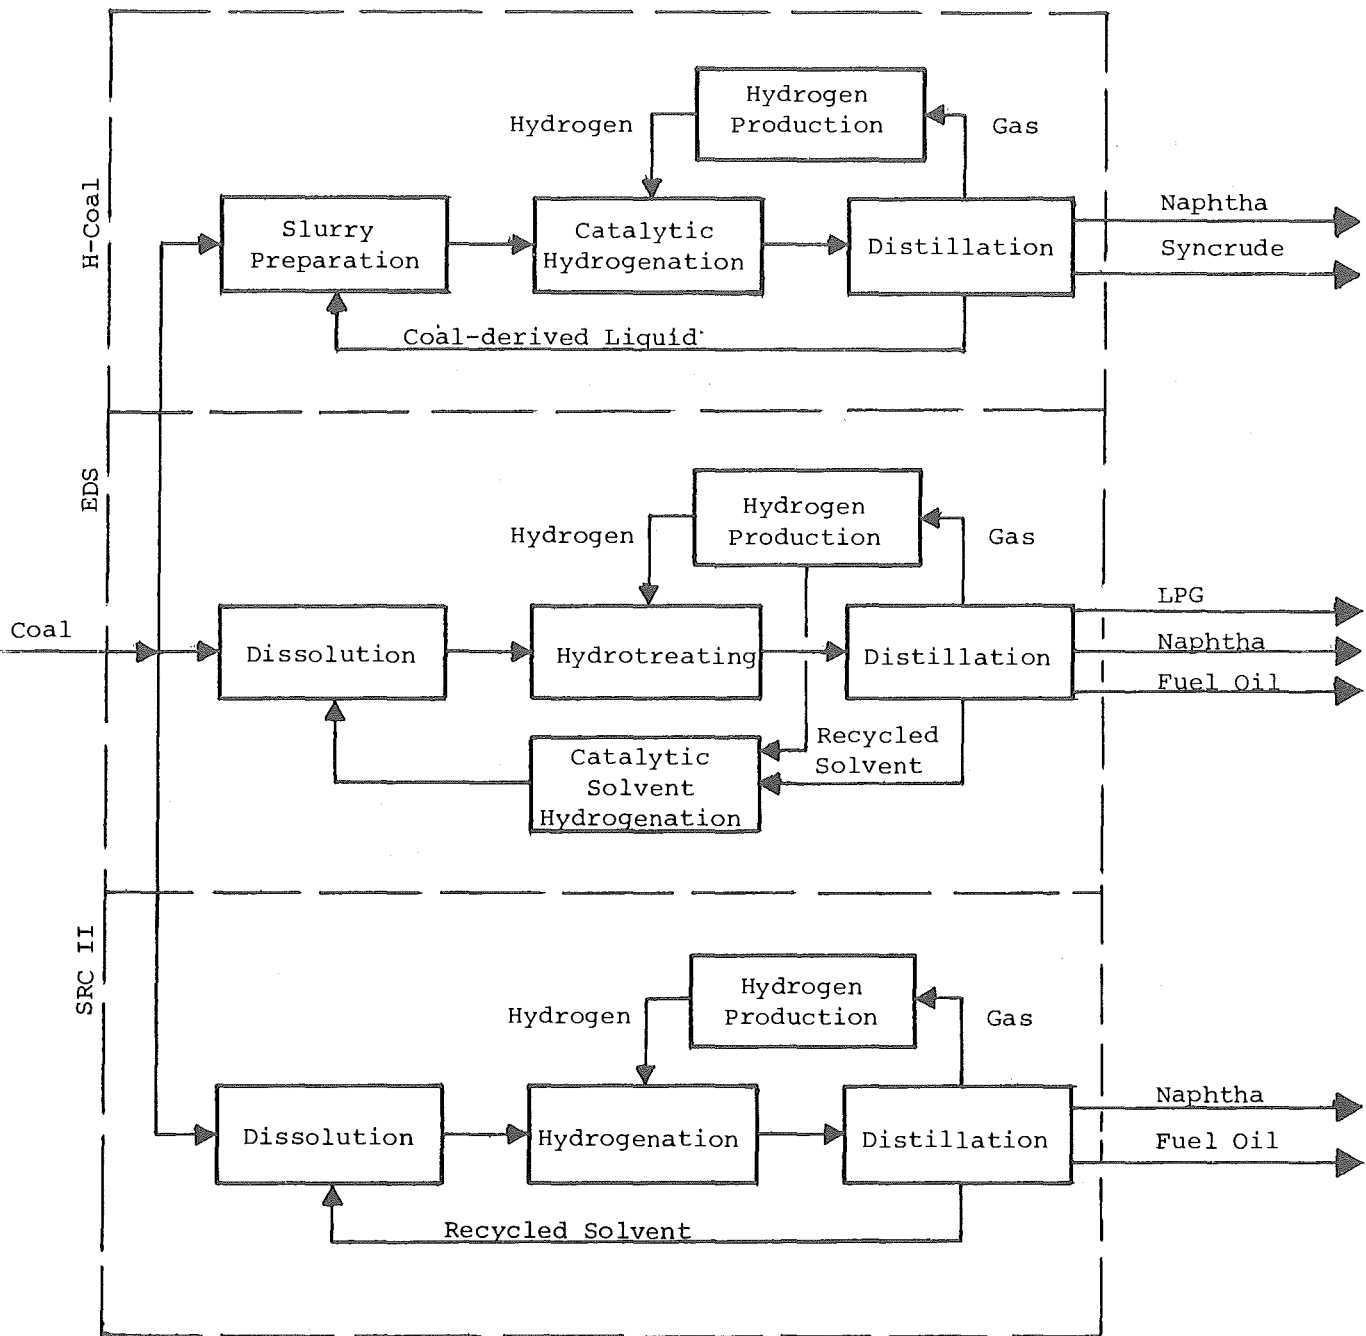 H-Coal
Hydrogen
Production
Hydrogen
Gas
Slurry
Preparation
Catalytic
Hydrogenation
Distillation
Naphtha
Syncrude
Coal-derived Liquid
EDS
Hydrogen
Production
Hydrogen
Gas
Coal
Dissolution
Hydrotreating
Distillation
LPG
Naphtha
Fuel Oil
Recycled
Solvent
Catalytic
Solvent
Hydrogenation
SRC II
Hydrogen
Production
Hydrogen
Gas
Dissolution
Hydrogenation
Distillation
Naphtha
Fuel Oil
Recycled Solvent